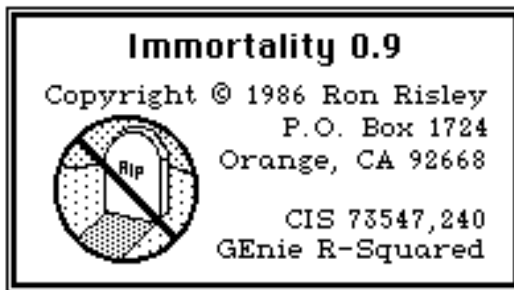 Immortality 0.9
Copyright © 1986 Ron Risley
P.O. Box 1724
Orange, CA 92668
RIP
CIS 73547,240
GEnie R-Squared